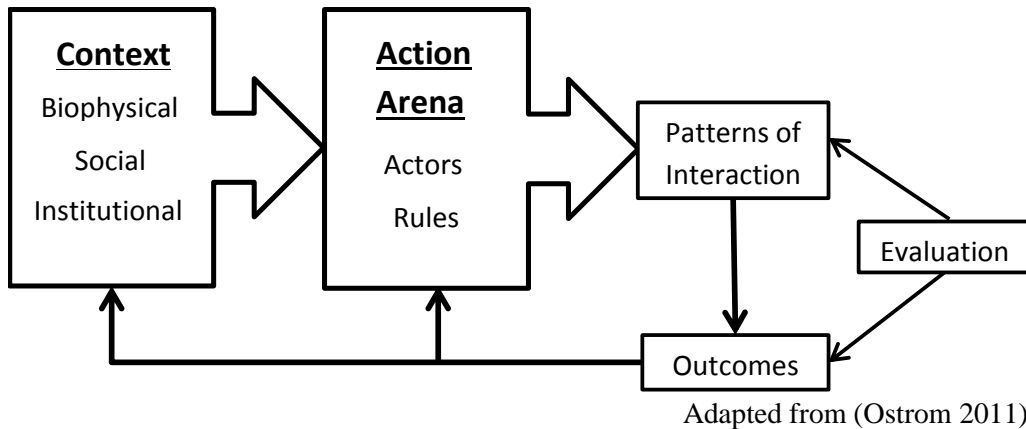 Context
Biophysical
Social
Institutional
Action
Arena
Actors
Rules
Patterns of
Interaction
Evaluation
Outcomes
Adapted from (Ostrom 2011)